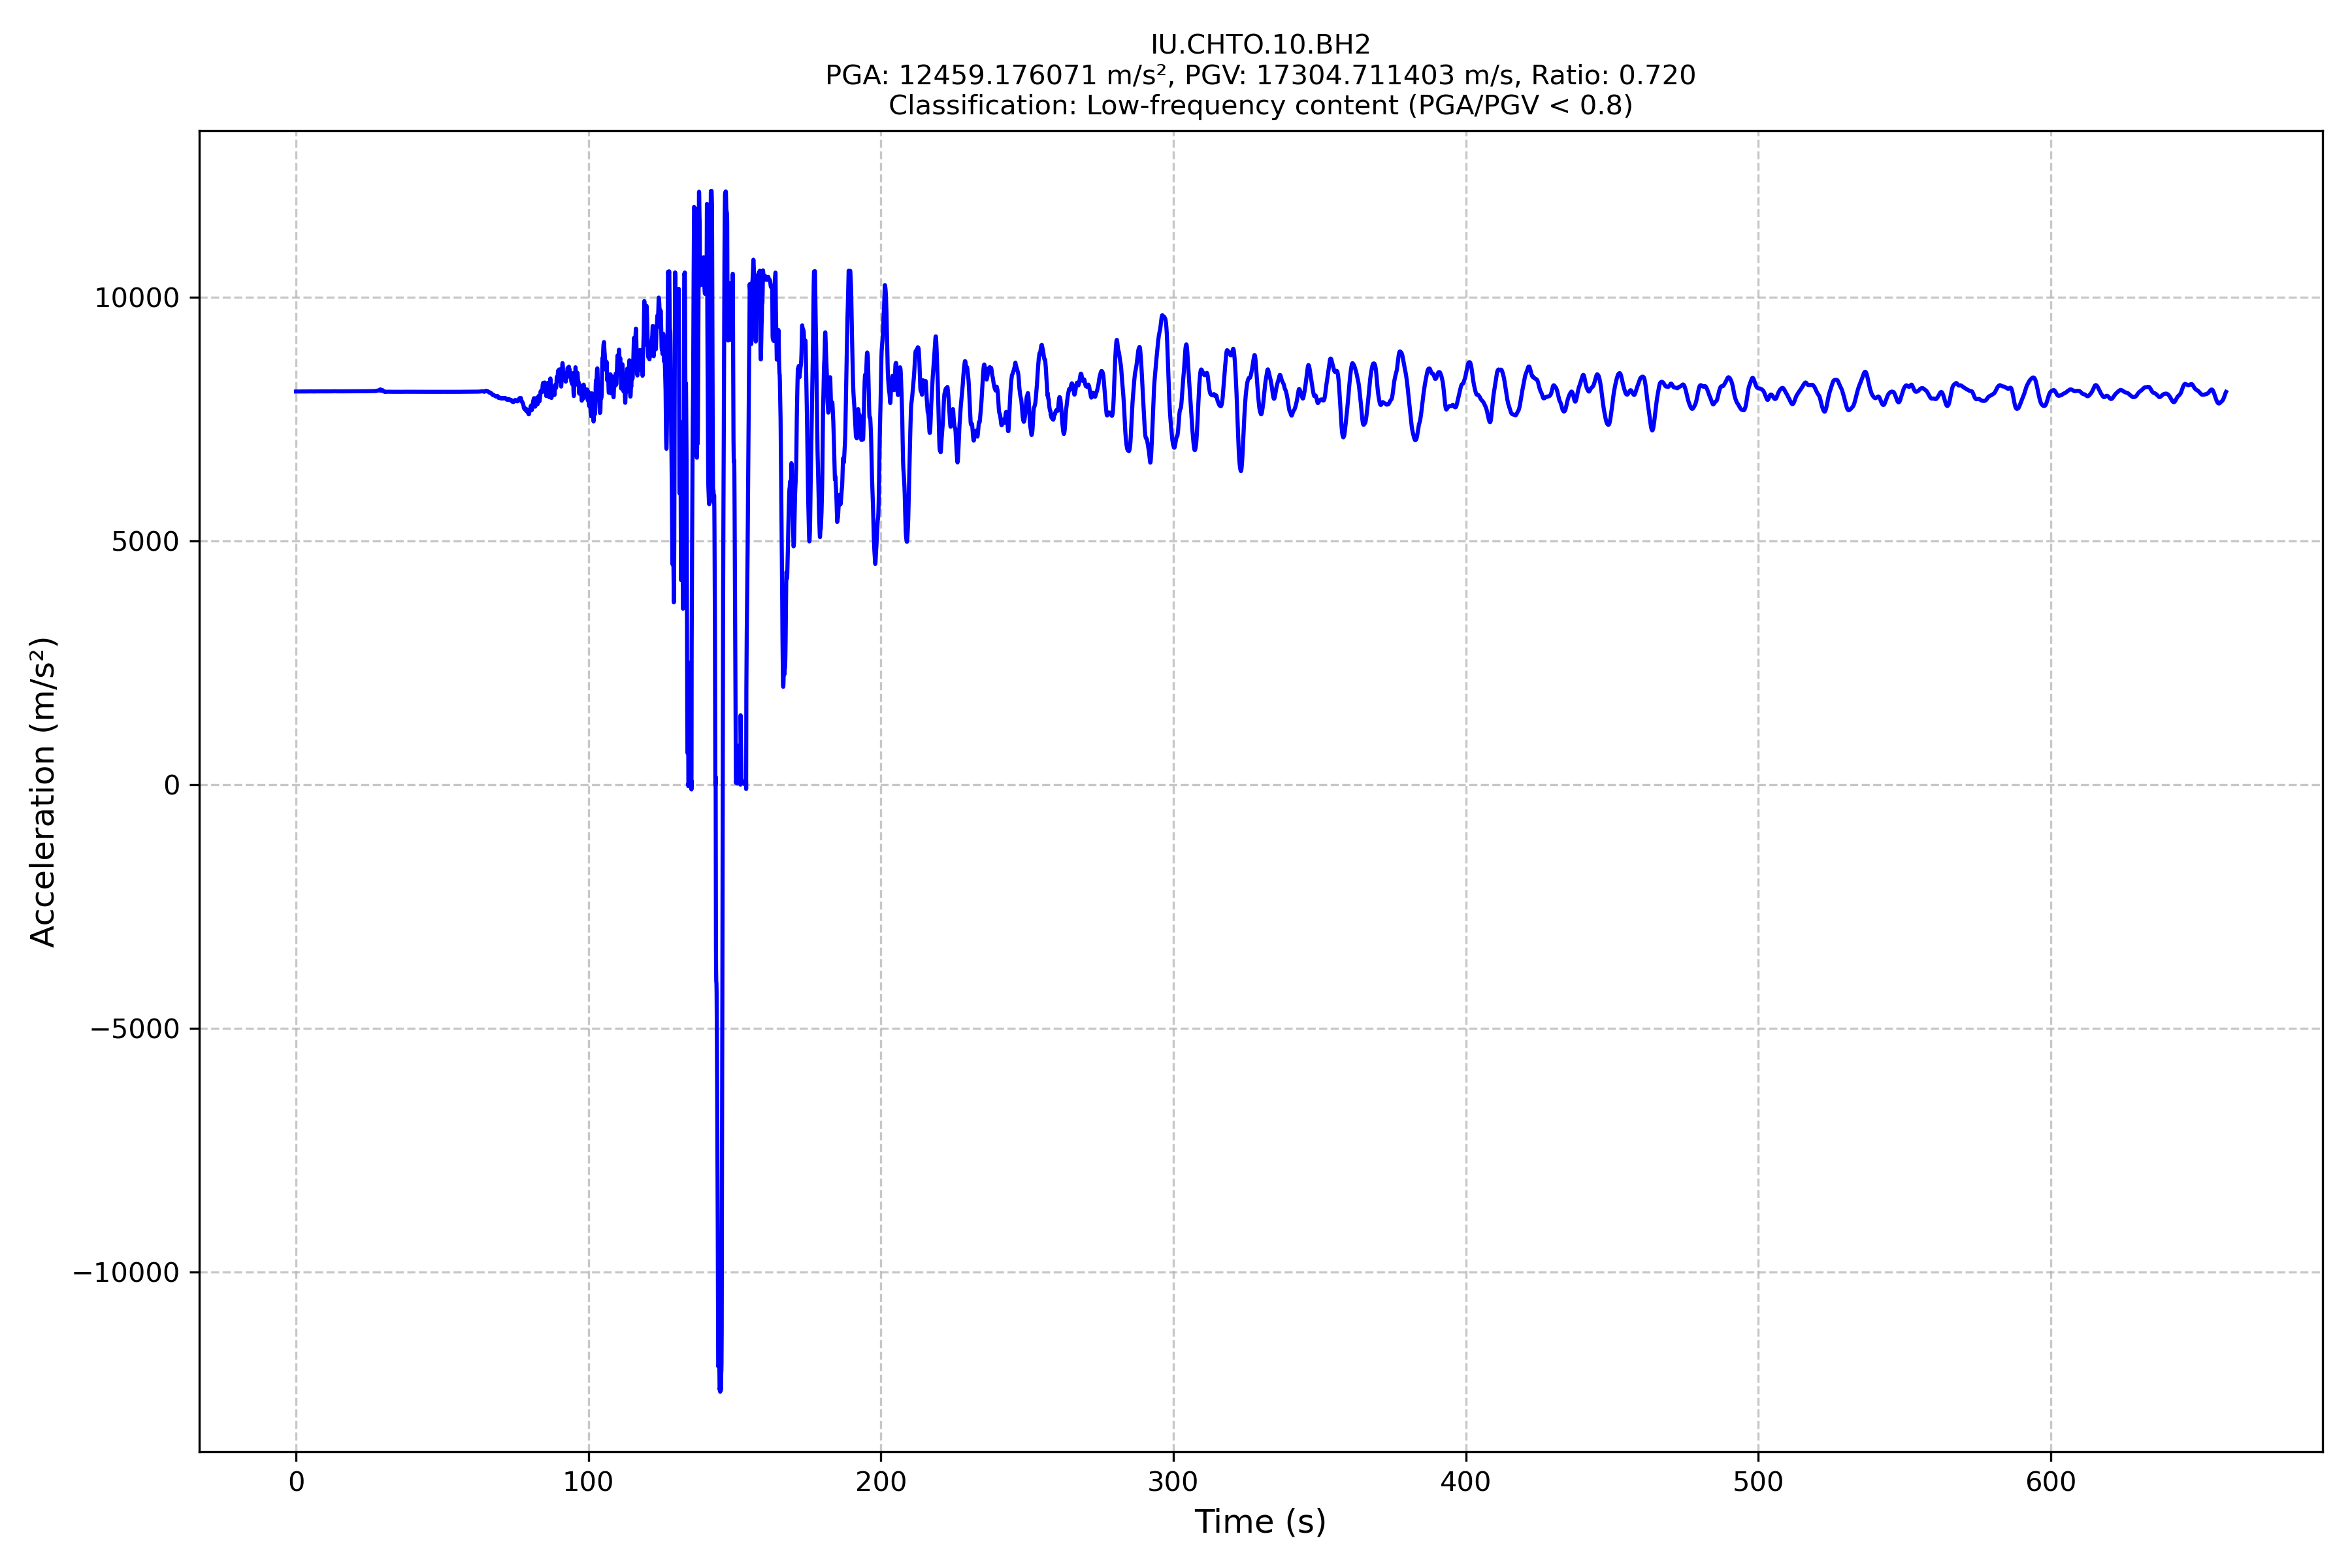 IU.CHTO.10.BH2
PGA: 12459.176071 m/s², PGV: 17304.711403 m/s, Ratio: 0.720
Classification: Low-frequency content (PGA/PGV < 0.8)
Acceleration (m/s²)
10000
5000
0
−5000
−10000
0
100
200
300
400
500
600
Time (s)